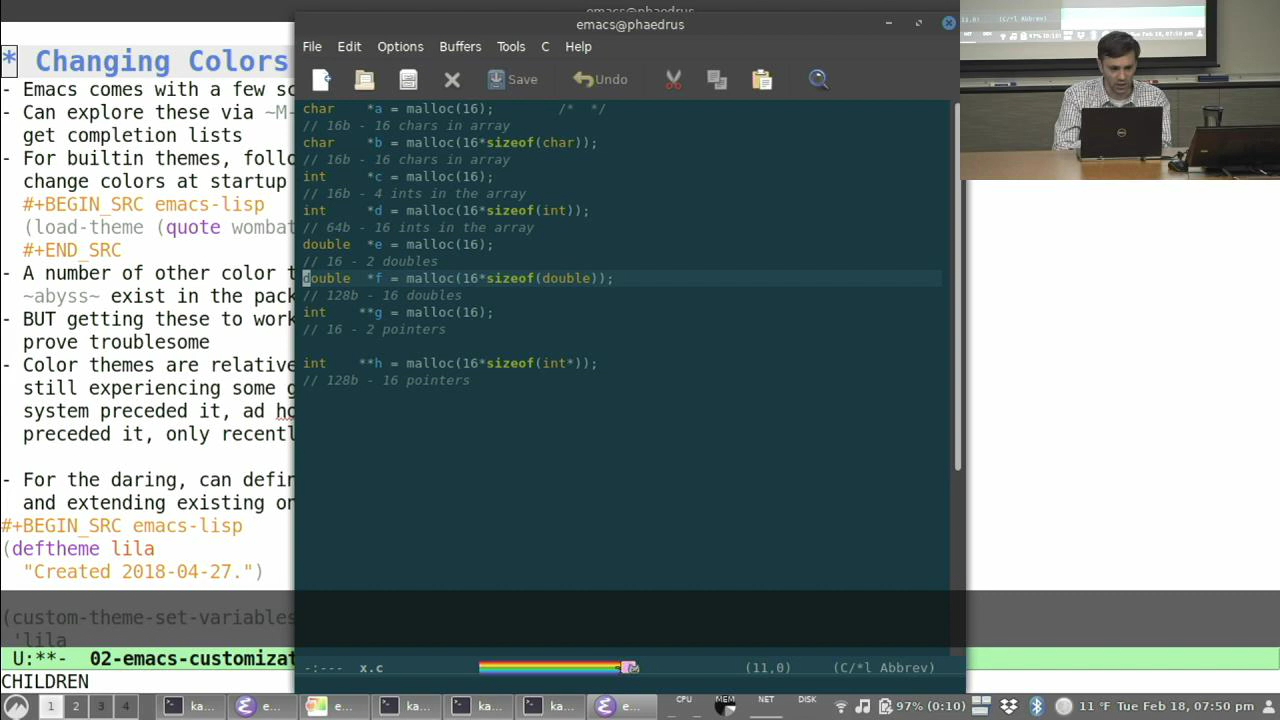 emacs@phaedrus
emacs@phaedrus
File Edit Options Buffers Tools C Help
Save Undo
char    *a = malloc(16);        /*  */
// 16b - 16 chars in array
char    *b = malloc(16*sizeof(char));
// 16b - 16 chars in array
int     *c = malloc(16);
// 16b - 4 ints in the array
int     *d = malloc(16*sizeof(int));
// 64b - 16 ints in the array
double  *e = malloc(16);
// 16 - 2 doubles
double  *f = malloc(16*sizeof(double));
// 128b - 16 doubles
int    **g = malloc(16);
// 16 - 2 pointers
int    **h = malloc(16*sizeof(int*));
// 128b - 16 pointers
-:---  x.c (11,0) (C/*l Abbrev)
* Changing Colors
- Emacs comes with a few sc
- Can explore these via ~M-
get completion lists
- For builtin themes, follo
change colors at startup
#+BEGIN_SRC emacs-lisp
(load-theme (quote wombat
#+END_SRC
- A number of other color t
~abyss~ exist in the pack
- BUT getting these to work
prove troublesome
- Color themes are relative
still experiencing some g
system preceded it, ad ho
preceded it, only recentl
- For the daring, can defin
and extending existing on
#+BEGIN_SRC emacs-lisp
(deftheme lila
"Created 2018-04-27.")
(custom-theme-set-variables
'lila
U:**-  02-emacs-customizat
CHILDREN
1 2 3 4 ka... e... e... ka... ka... ka... e... CPU MEM NET DISK 97% (0:10) 11 °F Tue Feb 18, 07:50 pm